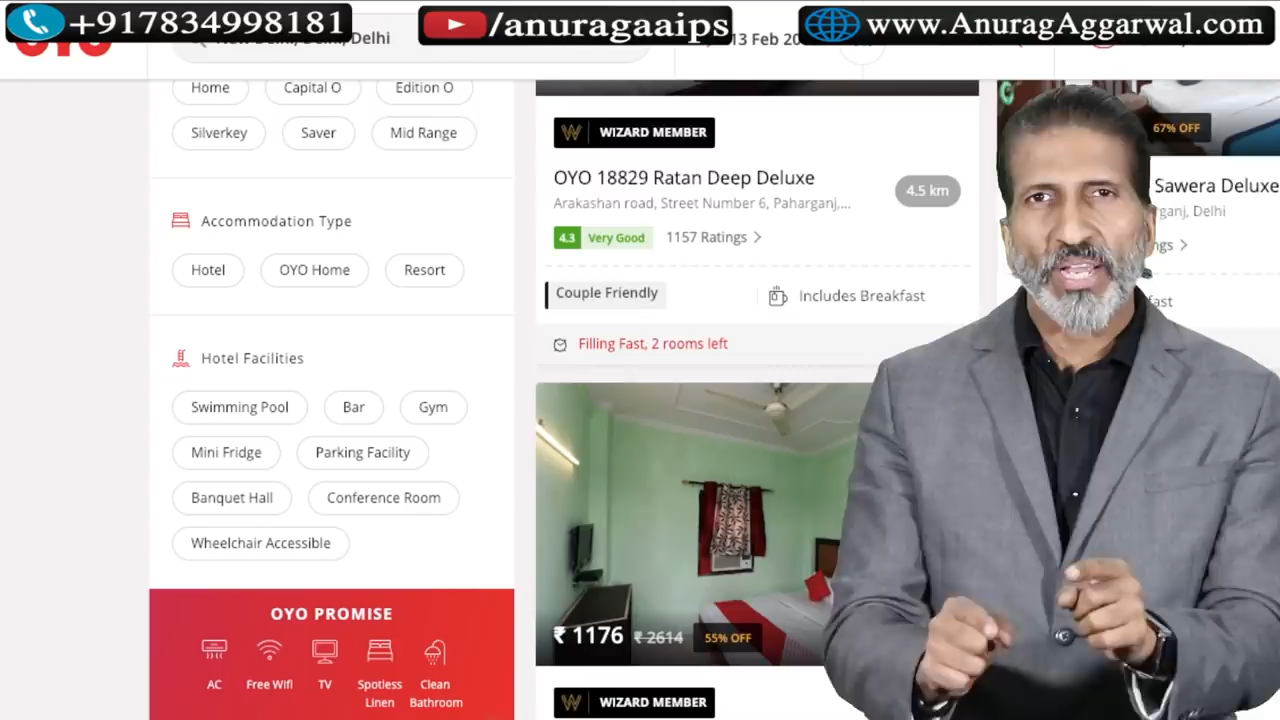 +917834998181
/anuragaaips
www.AnuragAggarwal.com
OYO
Delhi
13 Feb
Home
Capital O
Edition O
Silverkey
Saver
Mid Range
Accommodation Type
Hotel
OYO Home
Resort
Hotel Facilities
Swimming Pool
Bar
Gym
Mini Fridge
Parking Facility
Banquet Hall
Conference Room
Wheelchair Accessible
OYO PROMISE
AC
Free Wifi
TV
Spotless
Linen
Clean
Bathroom
WIZARD MEMBER
OYO 18829 Ratan Deep Deluxe
4.5 km
Arakashan road, Street Number 6, Paharganj,...
4.3 Very Good 1157 Ratings
Couple Friendly
Includes Breakfast
Filling Fast, 2 rooms left
₹ 1176 ₹ 2614 55% OFF
WIZARD MEMBER
67% OFF
Sawera Deluxe
Delhi